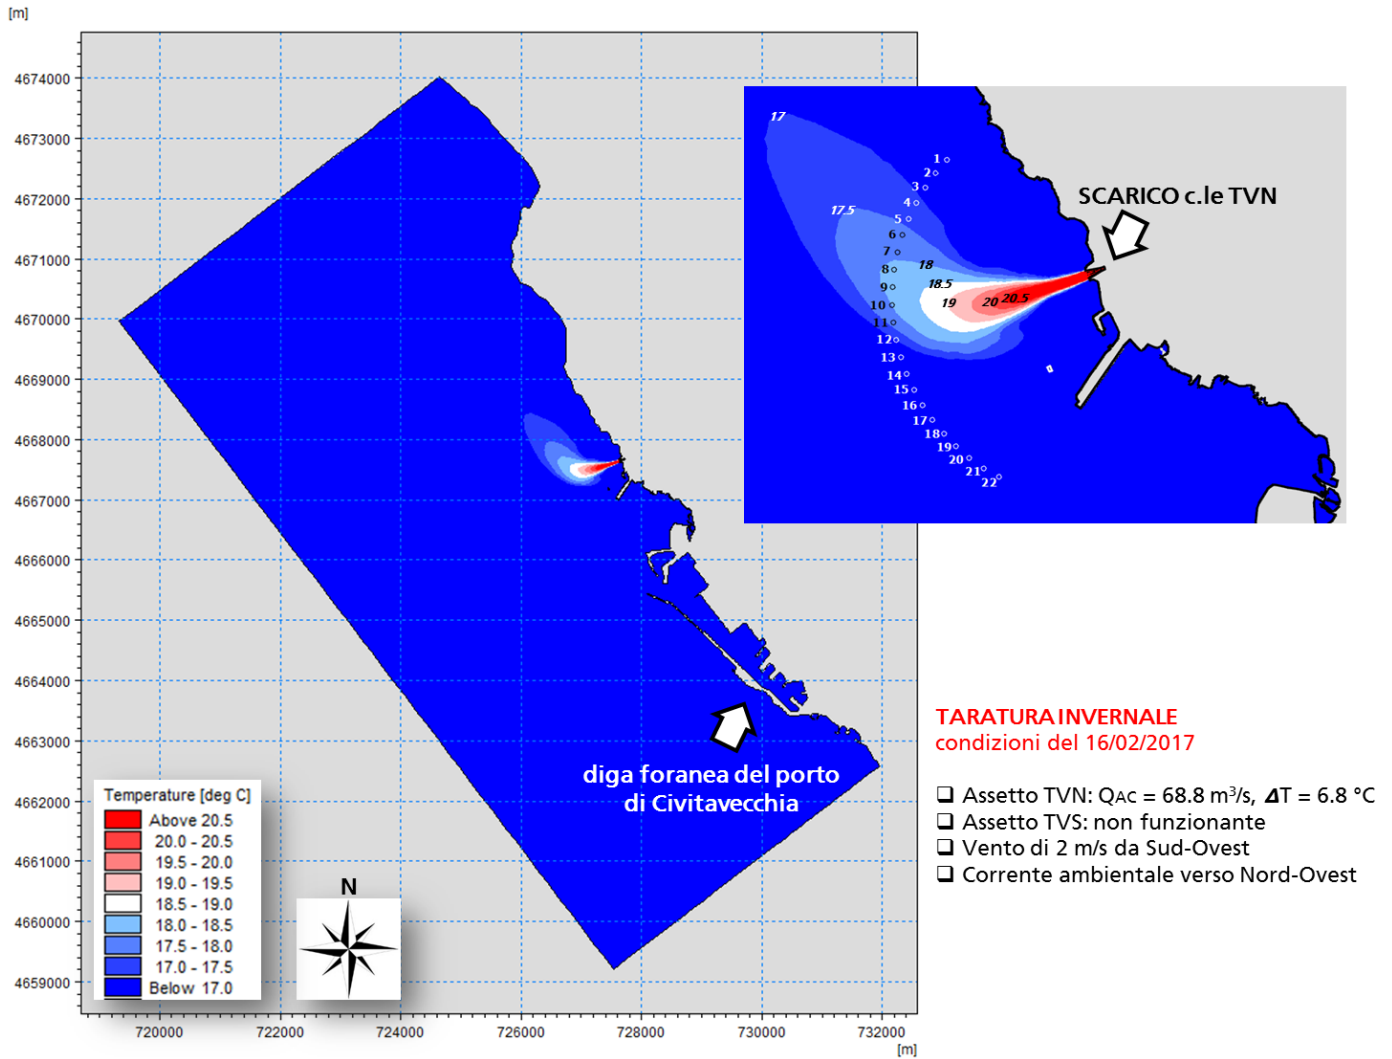 [m]
4674000
4673000
4672000
4671000
4670000
4669000
4668000
4667000
4666000
4665000
4664000
4663000
4662000
4661000
4660000
4659000
720000
722000
724000
726000
728000
730000
732000
[m]
diga foranea del porto
di Civitavecchia
Temperature [deg C]
Above 20.5
20.0 - 20.5
19.5 - 20.0
19.0 - 19.5
18.5 - 19.0
18.0 - 18.5
17.5 - 18.0
17.0 - 17.5
Below 17.0
N
SCARICO c.le TVN
17
17.5
18
18.5
19
20
20.5
1
2
3
4
5
6
7
8
9
10
11
12
13
14
15
16
17
18
19
20
21
22
TARATURA INVERNALE
condizioni del 16/02/2017
❑ Assetto TVN: QAC = 68.8 m³/s, ΔT = 6.8 °C
❑ Assetto TVS: non funzionante
❑ Vento di 2 m/s da Sud-Ovest
❑ Corrente ambientale verso Nord-Ovest